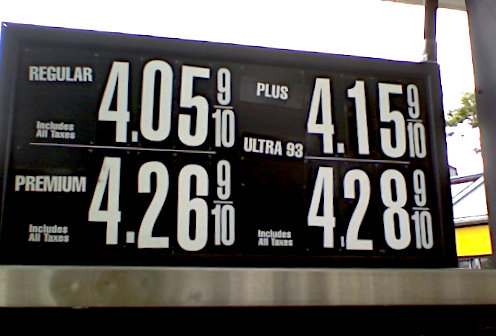 REGULAR 4.05 9/10
Includes
All Taxes
PLUS 4.15 9/10
PREMIUM 4.26 9/10
Includes
All Taxes
ULTRA 93 4.28 9/10
Includes
All Taxes